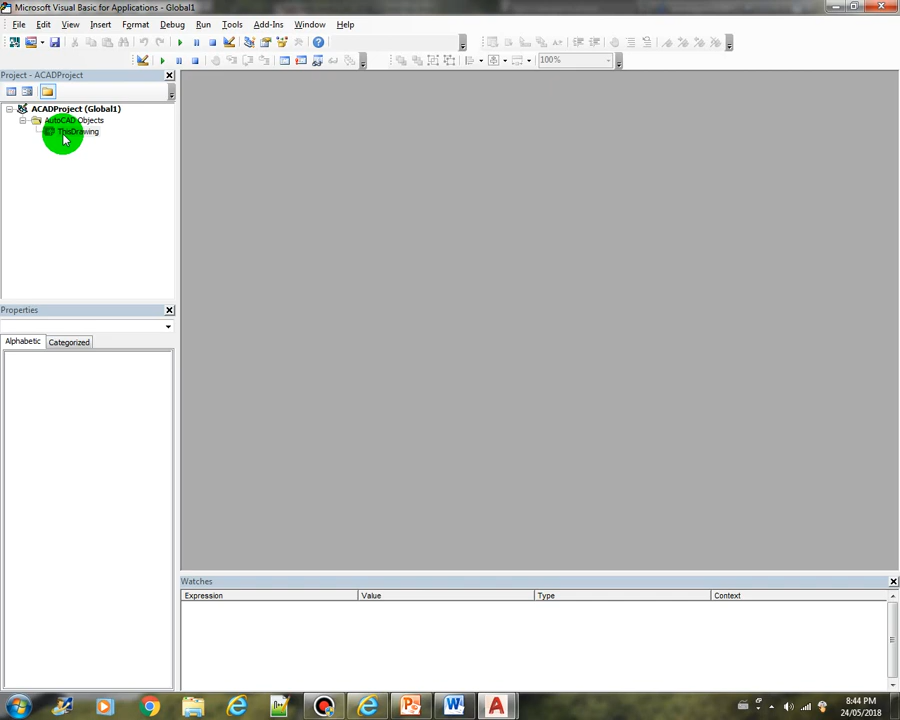 Microsoft Visual Basic for Applications - Global1
File Edit View Insert Format Debug Run Tools Add-Ins Window Help
100%
Project - ACADProject
ACADProject (Global1)
AutoCAD Objects
ThisDrawing
Properties
Alphabetic Categorized
Watches
Expression Value Type Context
8:44 PM
24/05/2018